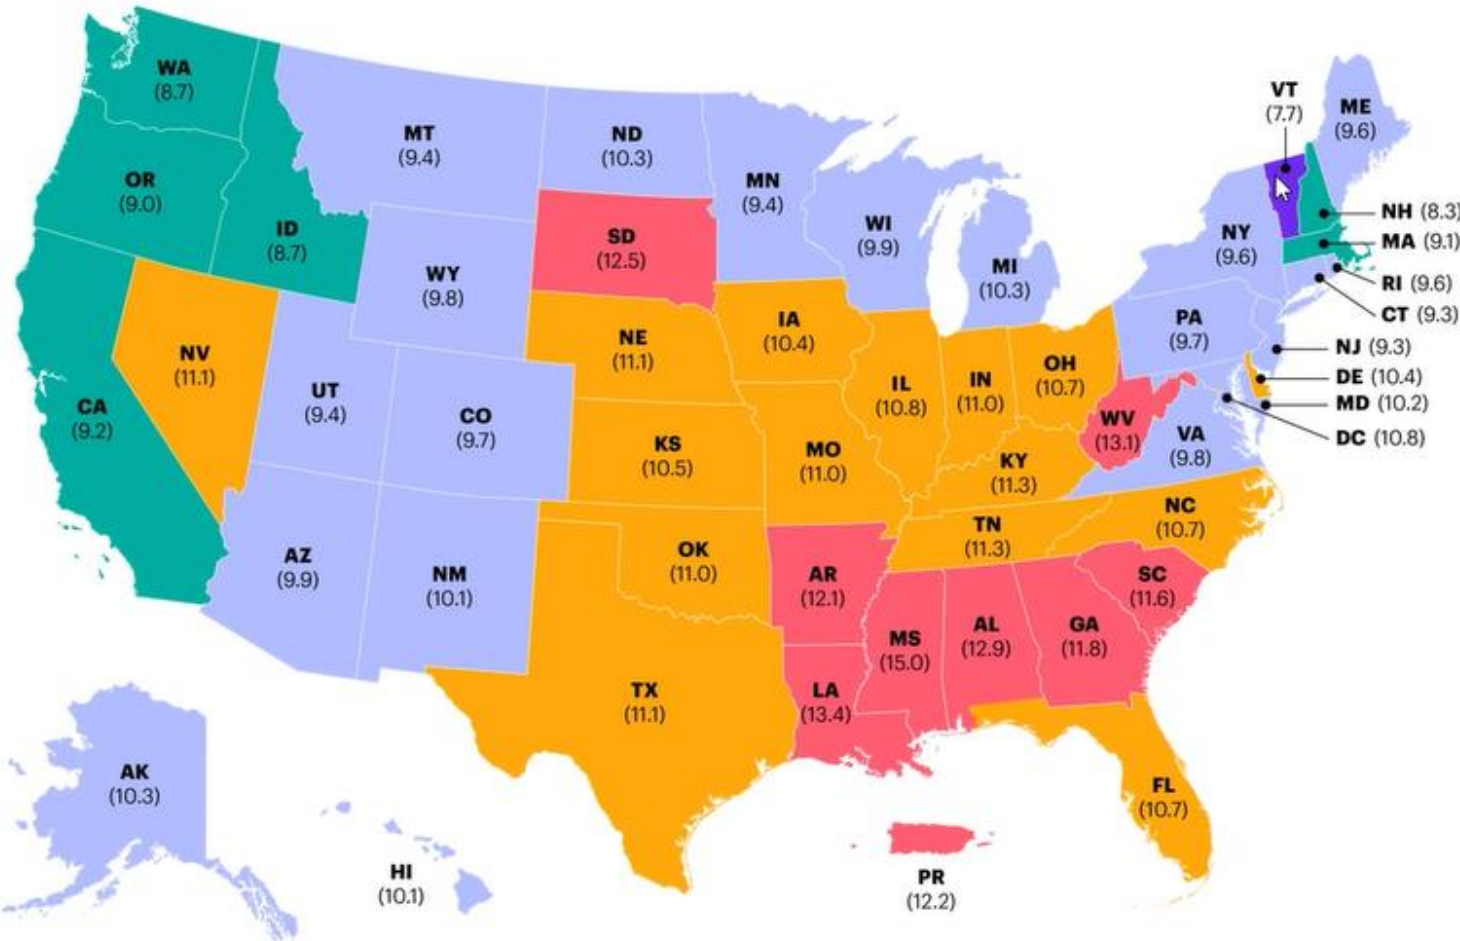 WA
(8.7)
OR
(9.0)
ID
(8.7)
MT
(9.4)
ND
(10.3)
MN
(9.4)
SD
(12.5)
WI
(9.9)
MI
(10.3)
WY
(9.8)
VT
(7.7)
ME
(9.6)
NY
(9.6)
NH (8.3)
MA (9.1)
RI (9.6)
CT (9.3)
NJ (9.3)
DE (10.4)
MD (10.2)
DC (10.8)
PA
(9.7)
NV
(11.1)
CA
(9.2)
UT
(9.4)
CO
(9.7)
NE
(11.1)
IA
(10.4)
IL
(10.8)
IN
(11.0)
OH
(10.7)
WV
(13.1)
VA
(9.8)
KS
(10.5)
MO
(11.0)
KY
(11.3)
TN
(11.3)
NC
(10.7)
AZ
(9.9)
NM
(10.1)
OK
(11.0)
AR
(12.1)
SC
(11.6)
MS
(15.0)
AL
(12.9)
GA
(11.8)
TX
(11.1)
LA
(13.4)
FL
(10.7)
AK
(10.3)
HI
(10.1)
PR
(12.2)